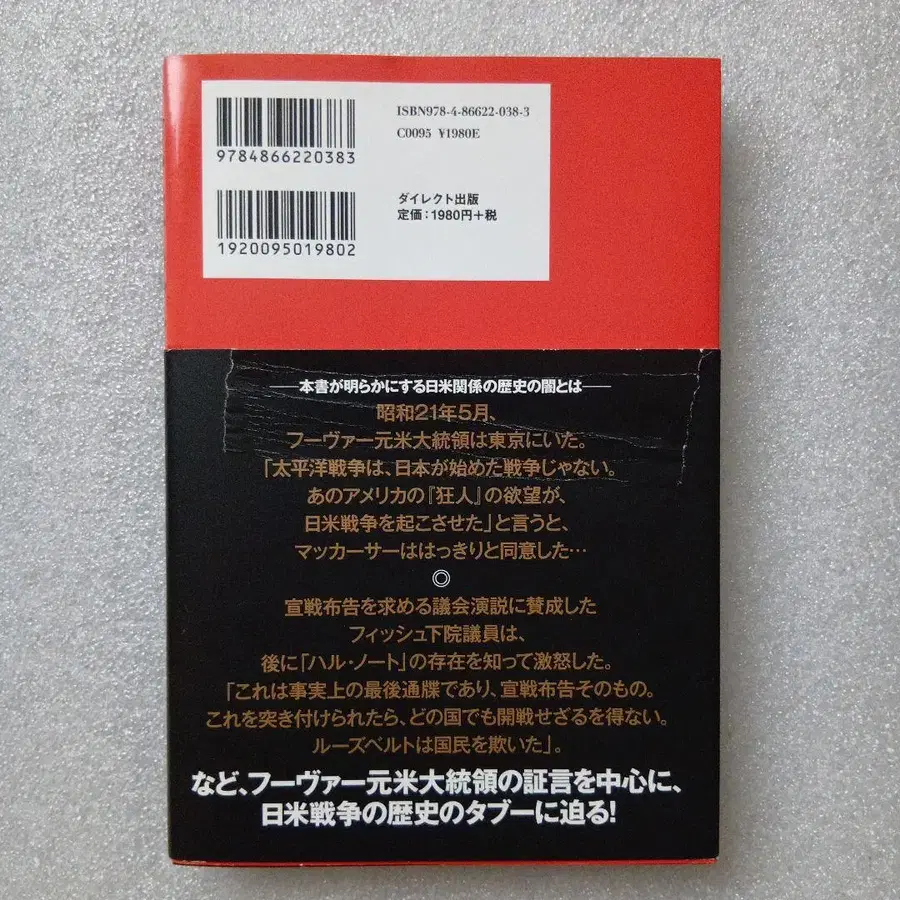 ISBN978-4-86622-038-3
C0095 ¥1980E
9784866220383
ダイレクト出版
定価：1980円＋税
1920095019802
―本書が明らかにする日米関係の歴史の闇とは―
昭和21年5月、
フーヴァー元米大統領は東京にいた。
「太平洋戦争は、日本が始めた戦争じゃない。
あのアメリカの『狂人』の欲望が、
日米戦争を起こさせた」と言うと、
マッカーサーははっきりと同意した…
◎
宣戦布告を求める議会演説に賛成した
フィッシュ下院議員は、
後に「ハル・ノート」の存在を知って激怒した。
「これは事実上の最後通牒であり、宣戦布告そのもの。
これを突き付けられたら、どの国でも開戦せざるを得ない。
ルーズベルトは国民を欺いた」。
など、フーヴァー元米大統領の証言を中心に、
日米戦争の歴史のタブーに迫る！